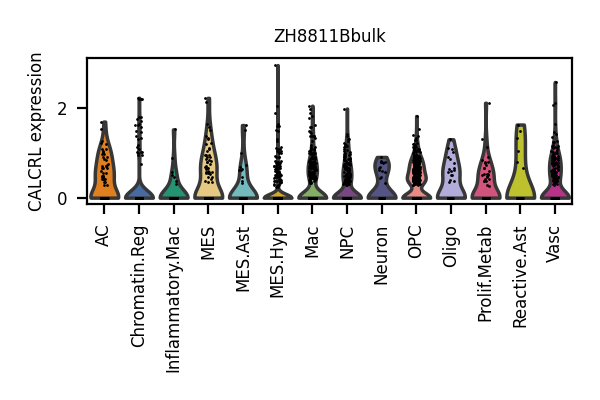 ZH8811Bbulk
CALCRL expression
2
0
AC
Chromatin.Reg
Inflammatory.Mac
MES
MES.Ast
MES.Hyp
Mac
NPC
Neuron
OPC
Oligo
Prolif.Metab
Reactive.Ast
Vasc